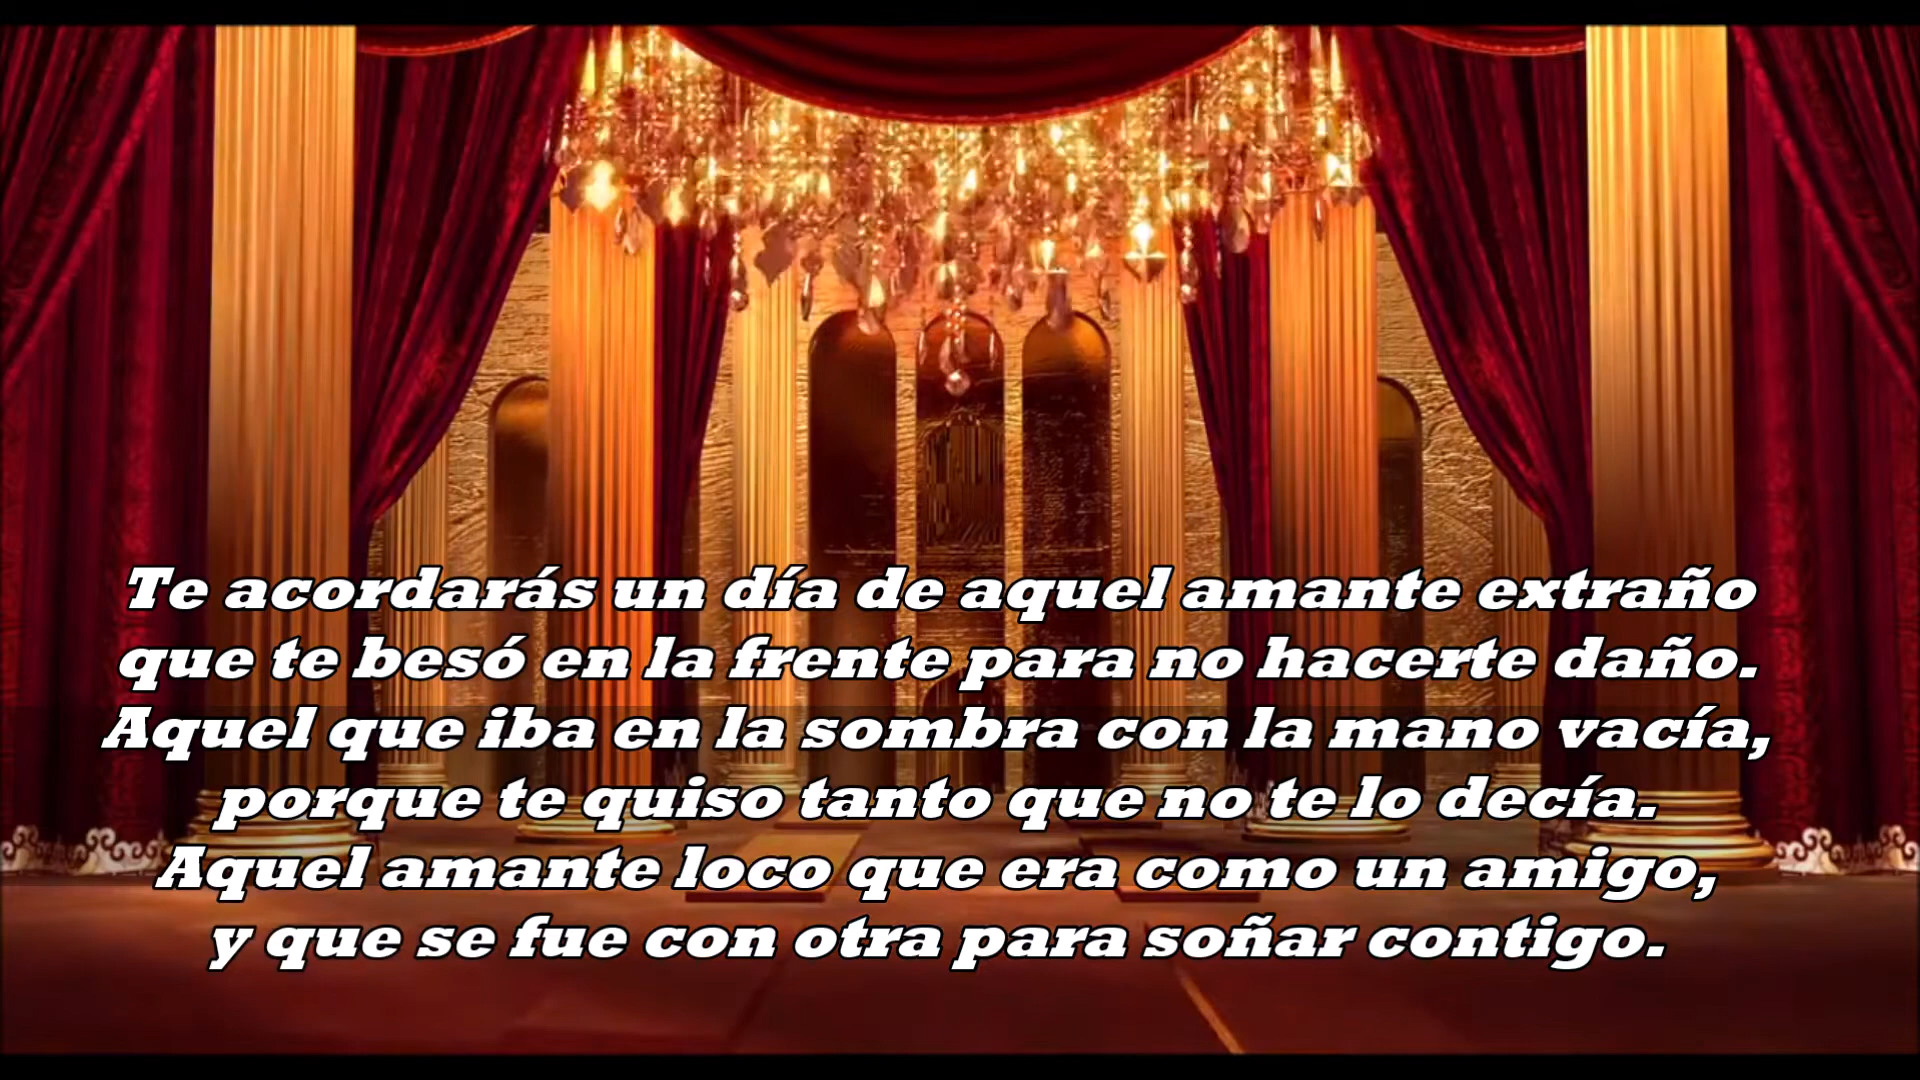 Te acordarás un día de aquel amante extraño
que te besó en la frente para no hacerte daño.
Aquel que iba en la sombra con la mano vacía,
porque te quiso tanto que no te lo decía.
Aquel amante loco que era como un amigo,
y que se fue con otra para soñar contigo.